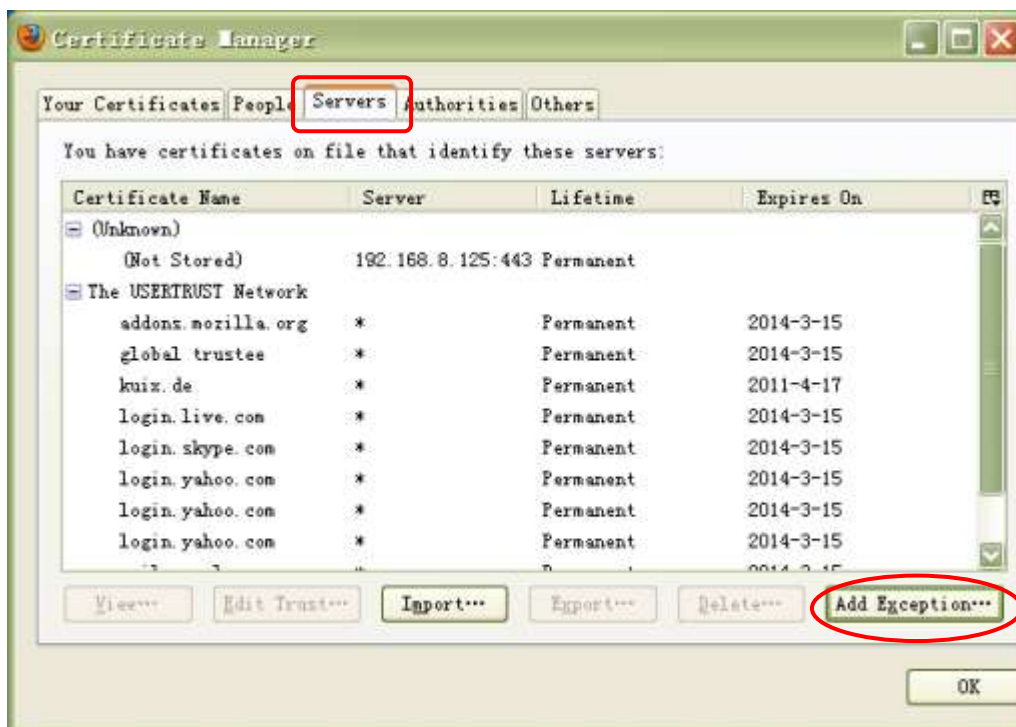 Certificate Manager
Your Certificates People Servers Authorities Others
You have certificates on file that identify these servers:
Certificate Name Server Lifetime Expires On
(Unknown)
(Not Stored) 192.168.8.125:443 Permanent
The USERTRUST Network
addons.mozilla.org * Permanent 2014-3-15
global trustee * Permanent 2014-3-15
kuix.de * Permanent 2011-4-17
login.live.com * Permanent 2014-3-15
login.skype.com * Permanent 2014-3-15
login.yahoo.com * Permanent 2014-3-15
login.yahoo.com * Permanent 2014-3-15
login.yahoo.com * Permanent 2014-3-15
View... Edit Trust... Import... Export... Delete... Add Exception...
OK